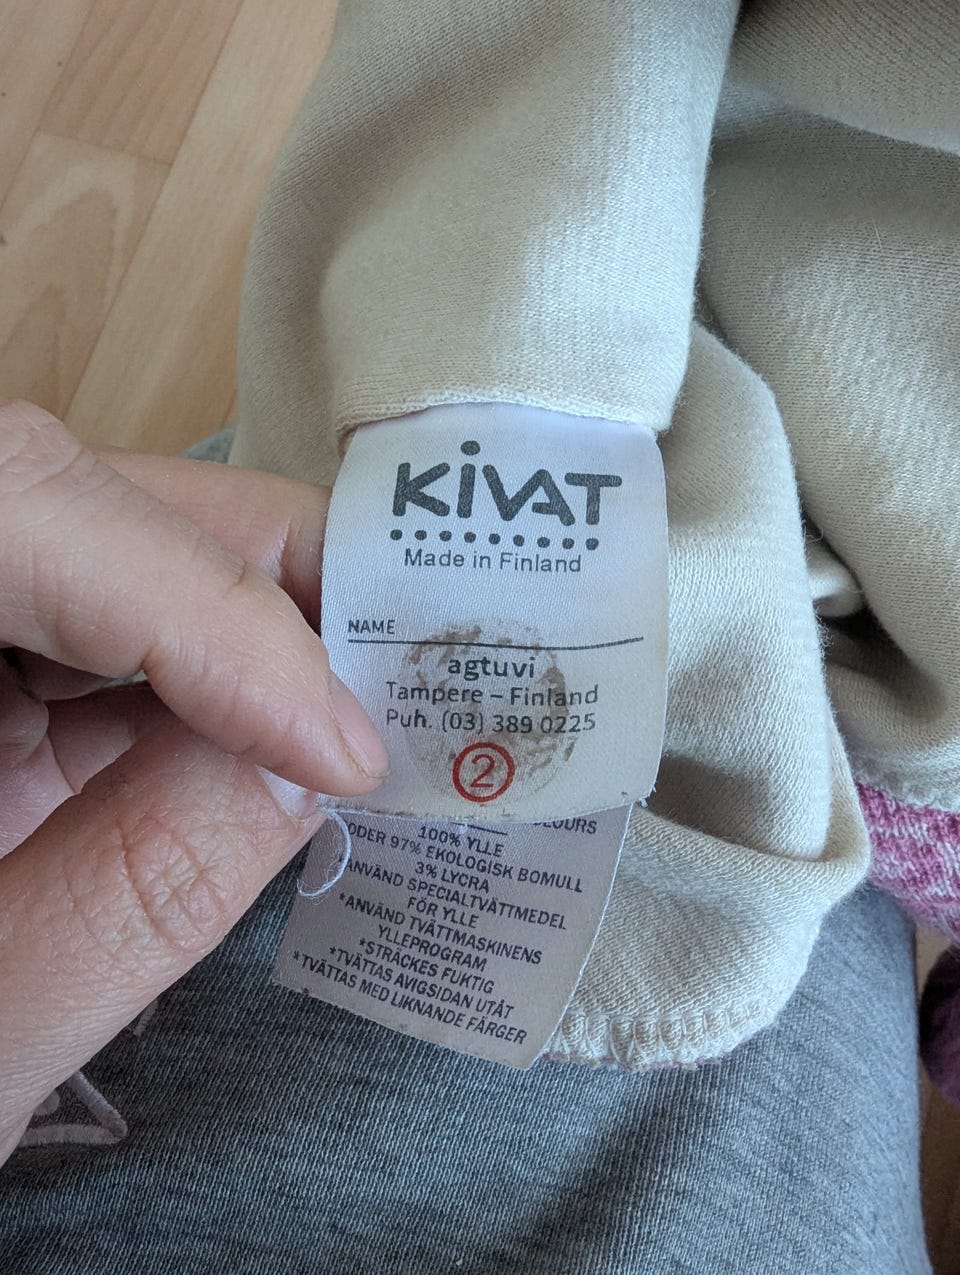 KiVAT
Made in Finland
NAME
agtuvi
Tampere – Finland
Puh. (03) 389 0225
2
100% YLLE
ODER 97% EKOLOGISK BOMULL
3% LYCRA
*ANVÄND SPECIALTVÄTTMEDEL
FÖR YLLE
*ANVÄND TVÄTTMASKINENS
YLLEPROGRAM
*STRÄCKES FUKTIG
*TVÄTTAS AVIGSIDAN UTÅT
*TVÄTTAS MED LIKNANDE FÄRGER